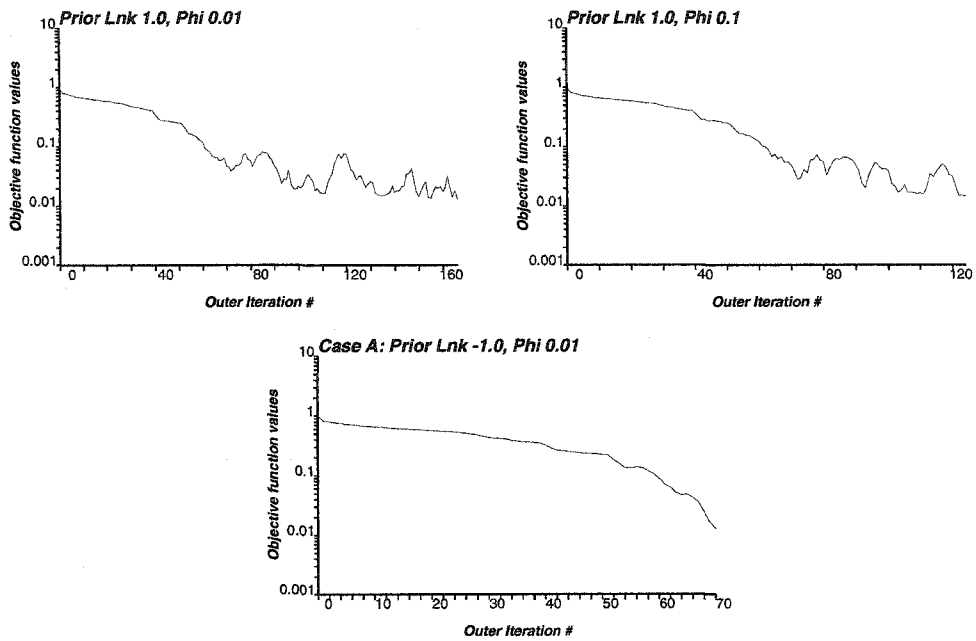 Prior Lnk 1.0, Phi 0.01
10
1
0.1
0.01
0.001
Objective function values
0 40 80 120 160
Outer Iteration #
Prior Lnk 1.0, Phi 0.1
10
1
0.1
0.01
0.001
Objective function values
0 40 80 120
Outer Iteration #
Case A: Prior Lnk -1.0, Phi 0.01
10
1
0.1
0.01
0.001
Objective function values
0 10 20 30 40 50 60 70
Outer Iteration #